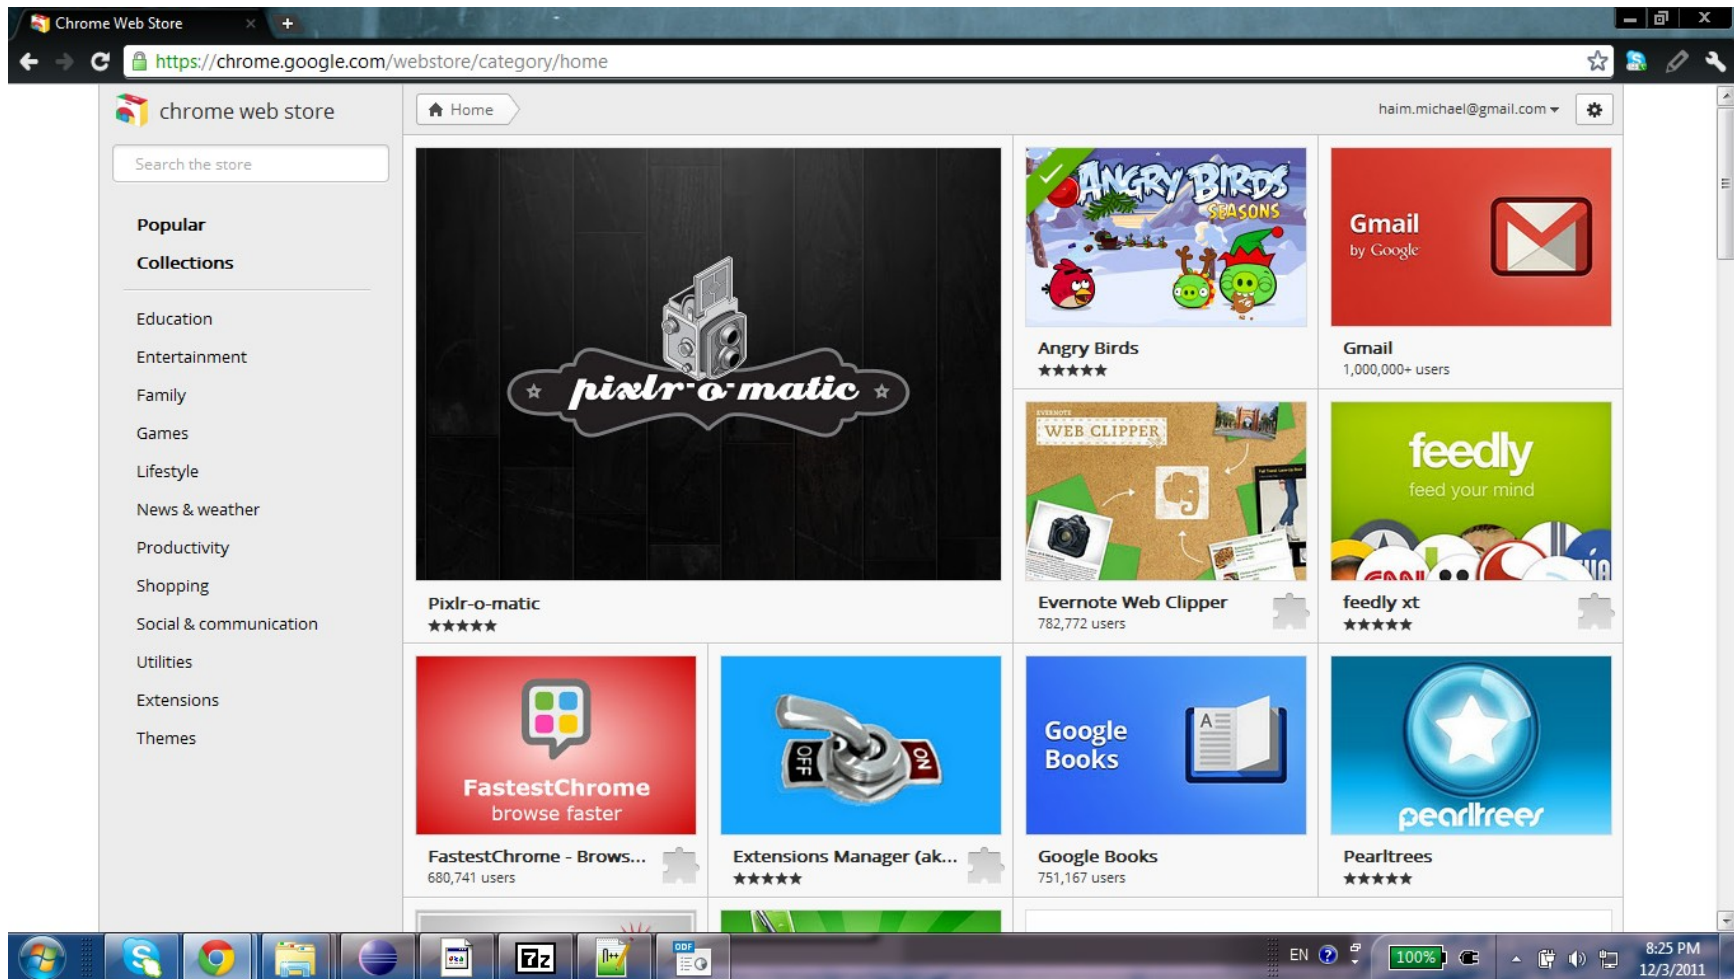 Chrome Web Store
https://chrome.google.com/webstore/category/home
chrome web store
Home
haim.michael@gmail.com
Search the store
Popular
Collections
Education
Entertainment
Family
Games
Lifestyle
News & weather
Productivity
Shopping
Social & communication
Utilities
Extensions
Themes
pixlr-o-matic
Pixlr-o-matic
ANGRY BIRDS
SEASONS
Angry Birds
Gmail
by Google
Gmail
1,000,000+ users
EVERNOTE
WEB CLIPPER
Evernote Web Clipper
782,772 users
feedly
feed your mind
CNN
feedly xt
FastestChrome
browse faster
FastestChrome - Brows...
680,741 users
OFF
ON
Extensions Manager (ak...
Google
Books
A
Google Books
751,167 users
pearltrees
Pearltrees
7z
ODF
EN
100%
8:25 PM
12/3/2011